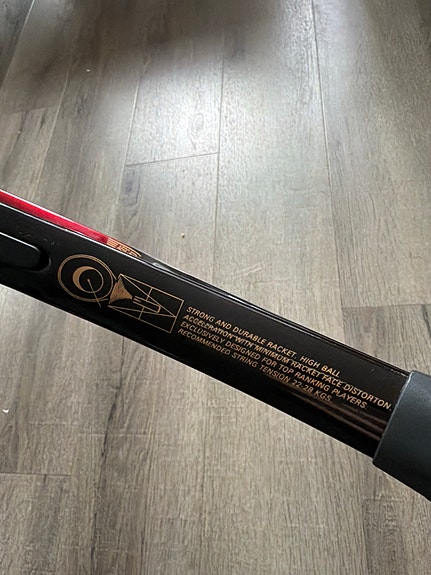 STRONG AND DURABLE RACKET. HIGH BALL
ACCELERATION WITH MINIMUM RACKET FACE DISTORTON.
EXCLUSIVELY DESIGNED FOR TOP RANKING PLAYERS.
RECOMMENDED STRING TENSION 22-28 KGS.